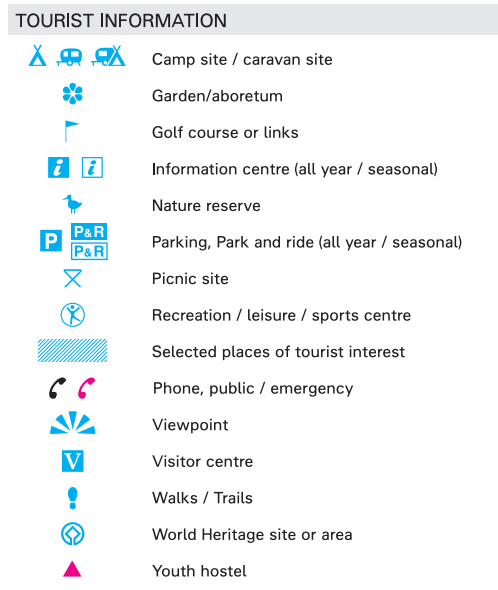 TOURIST INFORMATION
Camp site / caravan site
Garden/aboretum
Golf course or links
i i Information centre (all year / seasonal)
Nature reserve
P P&R P&R Parking, Park and ride (all year / seasonal)
Picnic site
Recreation / leisure / sports centre
Selected places of tourist interest
Phone, public / emergency
Viewpoint
V Visitor centre
Walks / Trails
World Heritage site or area
Youth hostel